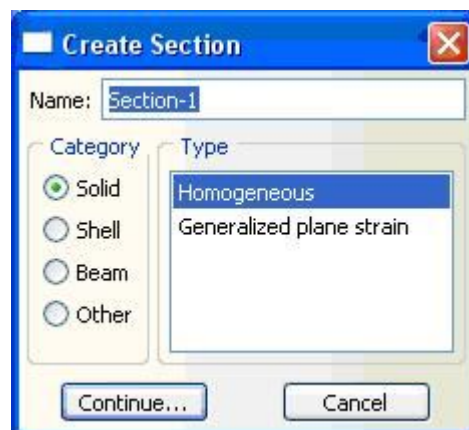 Create Section
Name: Section-1
Category
Type
Solid
Shell
Beam
Other
Homogeneous
Generalized plane strain
Continue...
Cancel